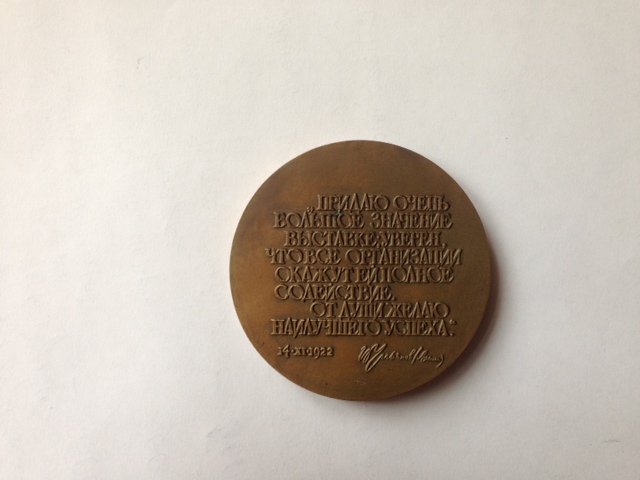 „ПРИДАЮ ОЧЕНЬ
БОЛЬШОЕ ЗНАЧЕНИЕ
ВЫСТАВКЕ, УВЕРЕН,
ЧТО ВСЕ ОРГАНИЗАЦИИ
ОКАЖУТ ЕЙ ПОЛНОЕ
СОДЕЙСТВИЕ.
ОТ ДУШИ ЖЕЛАЮ
НАИЛУЧШЕГО УСПЕХА.“
14·XI·1922